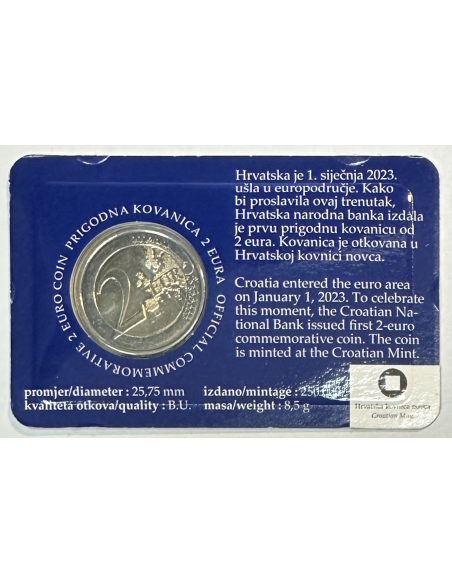 Hrvatska je 1. siječnja 2023.
ušla u europodručje. Kako
bi proslavila ovaj trenutak,
Hrvatska narodna banka izdala
je prvu prigodnu kovanicu od
2 eura. Kovanica je otkovana u
Hrvatskoj kovnici novca.
Croatia entered the euro area
on January 1, 2023. To celebrate
this moment, the Croatian Na-
tional Bank issued first 2-euro
commemorative coin. The coin
is minted at the Croatian Mint.
PRIGODNA KOVANICA 2 EURA
OFFICIAL COMMEMORATIVE 2 EURO COIN
2
promjer/diameter : 25,75 mm
kvaliteta otkova/quality : B.U.
izdano/mintage :
masa/weight : 8,5 g
Hrvatska kovnica novca
Croatian Mint